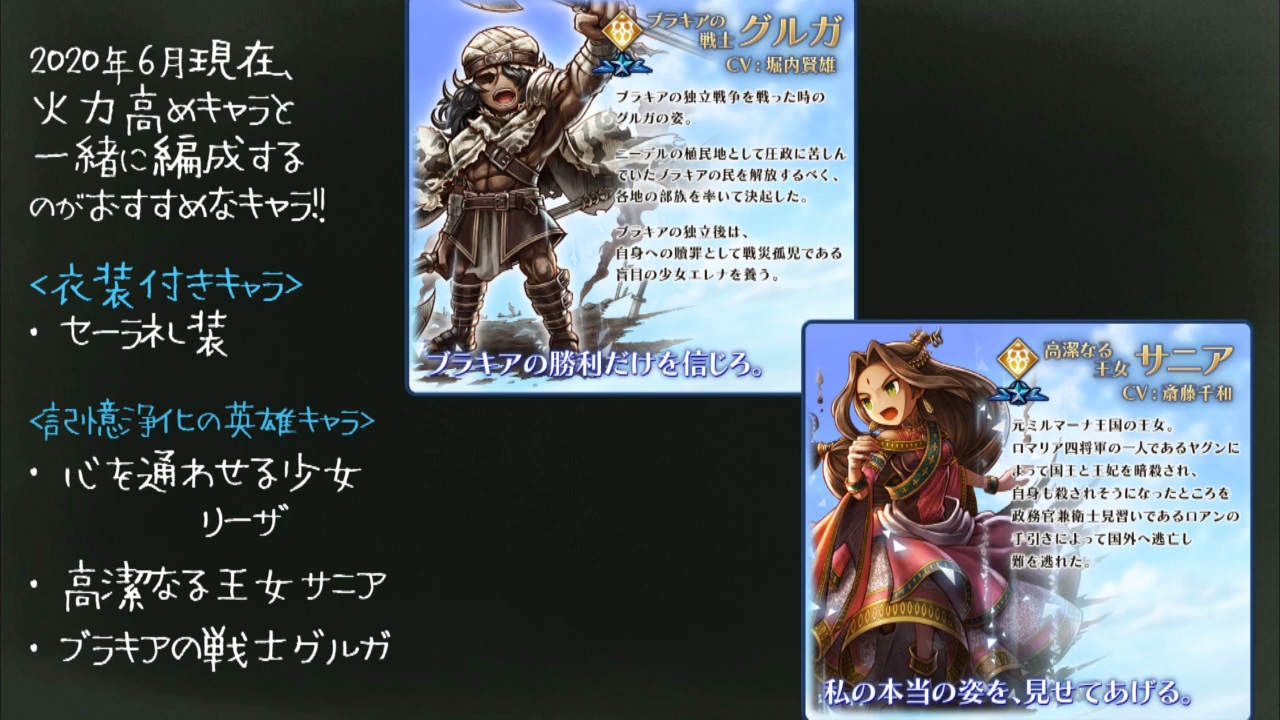 2020年6月現在、
火力高めキャラと
一緒に編成する
のがおすすめなキャラ!!
<衣装付きキャラ>
・セーラネレ装
<記憶浄化の英雄キャラ>
・心を通わせる少女
リーザ
・高潔なる王女サニア
・ブラキアの戦士グルガ
ブラキアの
戦士 グルガ
CV:堀内賢雄
ブラキアの独立戦争を戦った時の
グルガの姿。
ニーデルの植民地として圧政に苦しん
でいたブラキアの民を解放するべく、
各地の部族を率いて決起した。
ブラキアの独立後は、
自身への贖罪として戦災孤児である
盲目の少女エレナを養う。
ブラキアの勝利だけを信じろ。
高潔なる
王女 サニア
CV:斎藤千和
元ミルマーナ王国の王女。
ロマリア四将軍の一人であるヤグンに
よって国王と王妃を暗殺され、
自身も殺されそうになったところを
政務官兼衛士見習いであるロアンの
手引きによって国外へ逃亡し
難を逃れた。
私の本当の姿を、見せてあげる。